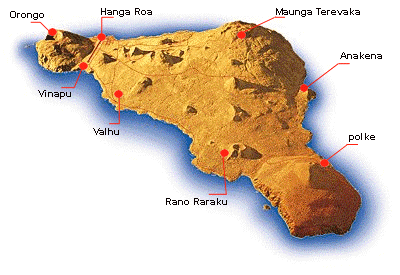 Orongo
Hanga Roa
Maunga Terevaka
Anakena
Vinapu
Valhu
polke
Rano Raraku